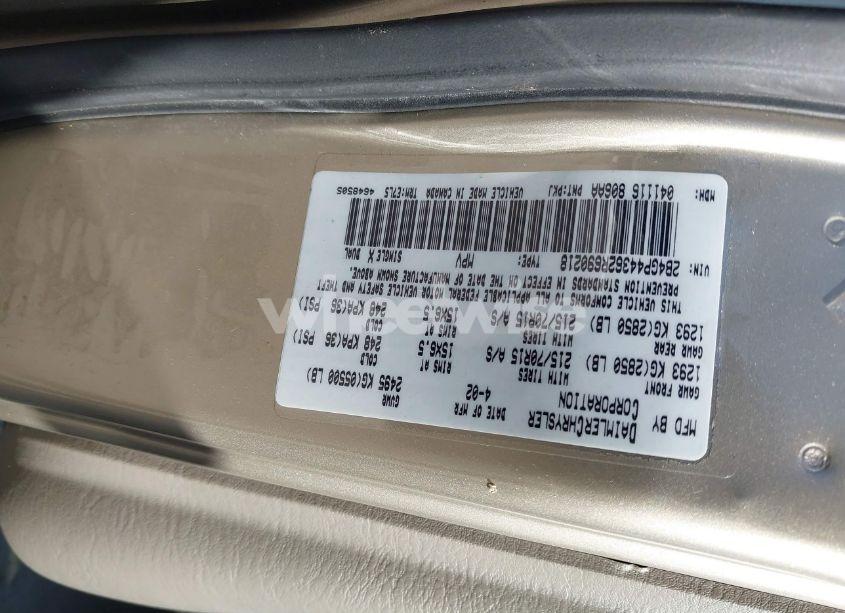 MFD BY
DAIMLERCHRYSLER
CORPORATION
DATE OF MFR
4-02
GVWR
2495 KG(05500 LB)
GAWR FRONT
WITH TIRES
RIMS AT
COLD
1293 KG(2850 LB)
215/70R15 A/S
15X6.5
248 KPA(36 PSI)
GAWR REAR
WITH TIRES
RIMS AT
COLD
1293 KG(2850 LB)
215/70R15 A/S
15X6.5
248 KPA(36 PSI)
THIS VEHICLE CONFORMS TO ALL APPLICABLE FEDERAL MOTOR VEHICLE SAFETY AND THEFT
PREVENTION STANDARDS IN EFFECT ON THE DATE OF MANUFACTURE SHOWN ABOVE.
VIN: 2B4GP44362R690218 TYPE: MPV SINGLE X DUAL
MDH: 041116 806AA PNT:PKJ VEHICLE MADE IN CANADA TRN:E7LS 4648505